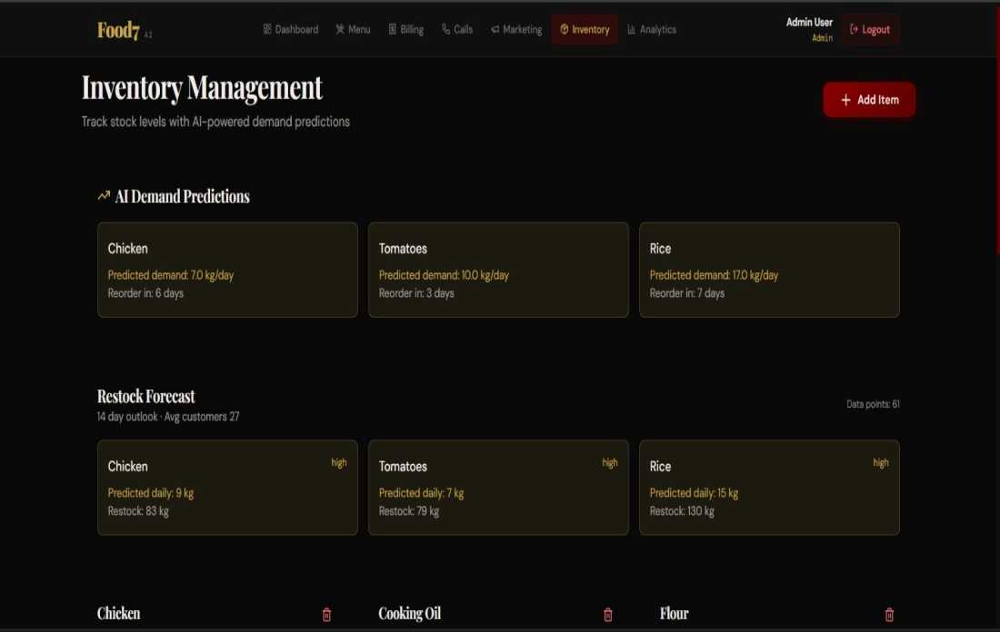 Food7 AI
Dashboard Menu Billing Calls Marketing Inventory Analytics
Admin User
Admin
Logout
Inventory Management
Track stock levels with AI-powered demand predictions
+ Add Item
AI Demand Predictions
Chicken
Predicted demand: 7.0 kg/day
Reorder in: 6 days
Tomatoes
Predicted demand: 10.0 kg/day
Reorder in: 3 days
Rice
Predicted demand: 17.0 kg/day
Reorder in: 7 days
Restock Forecast
14 day outlook · Avg customers 27
Data points: 61
Chicken high
Predicted daily: 9 kg
Restock: 83 kg
Tomatoes high
Predicted daily: 7 kg
Restock: 79 kg
Rice high
Predicted daily: 15 kg
Restock: 130 kg
Chicken
Cooking Oil
Flour